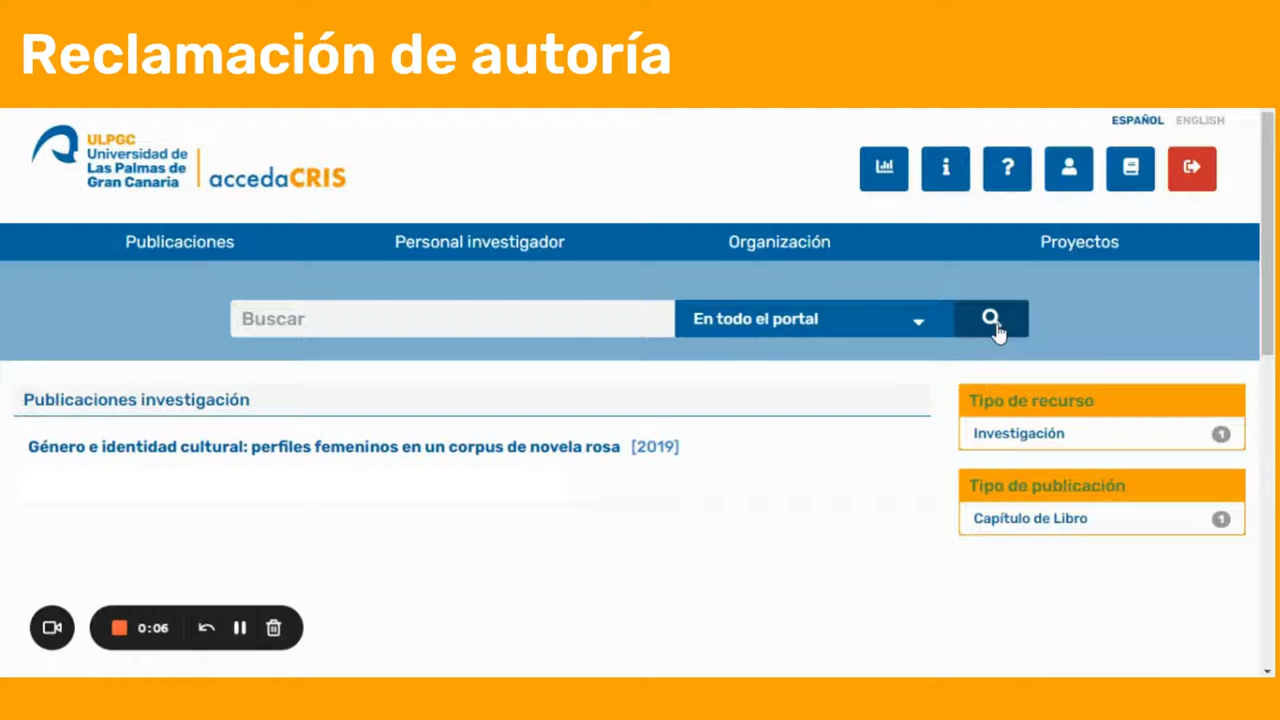 Reclamación de autoría
ESPAÑOL ENGLISH
ULPGC
Universidad de
Las Palmas de
Gran Canaria
accedaCRIS
Publicaciones Personal investigador Organización Proyectos
Buscar En todo el portal
Publicaciones investigación
Género e identidad cultural: perfiles femeninos en un corpus de novela rosa [2019]
Tipo de recurso
Investigación 1
Tipo de publicación
Capítulo de Libro 1
0:06